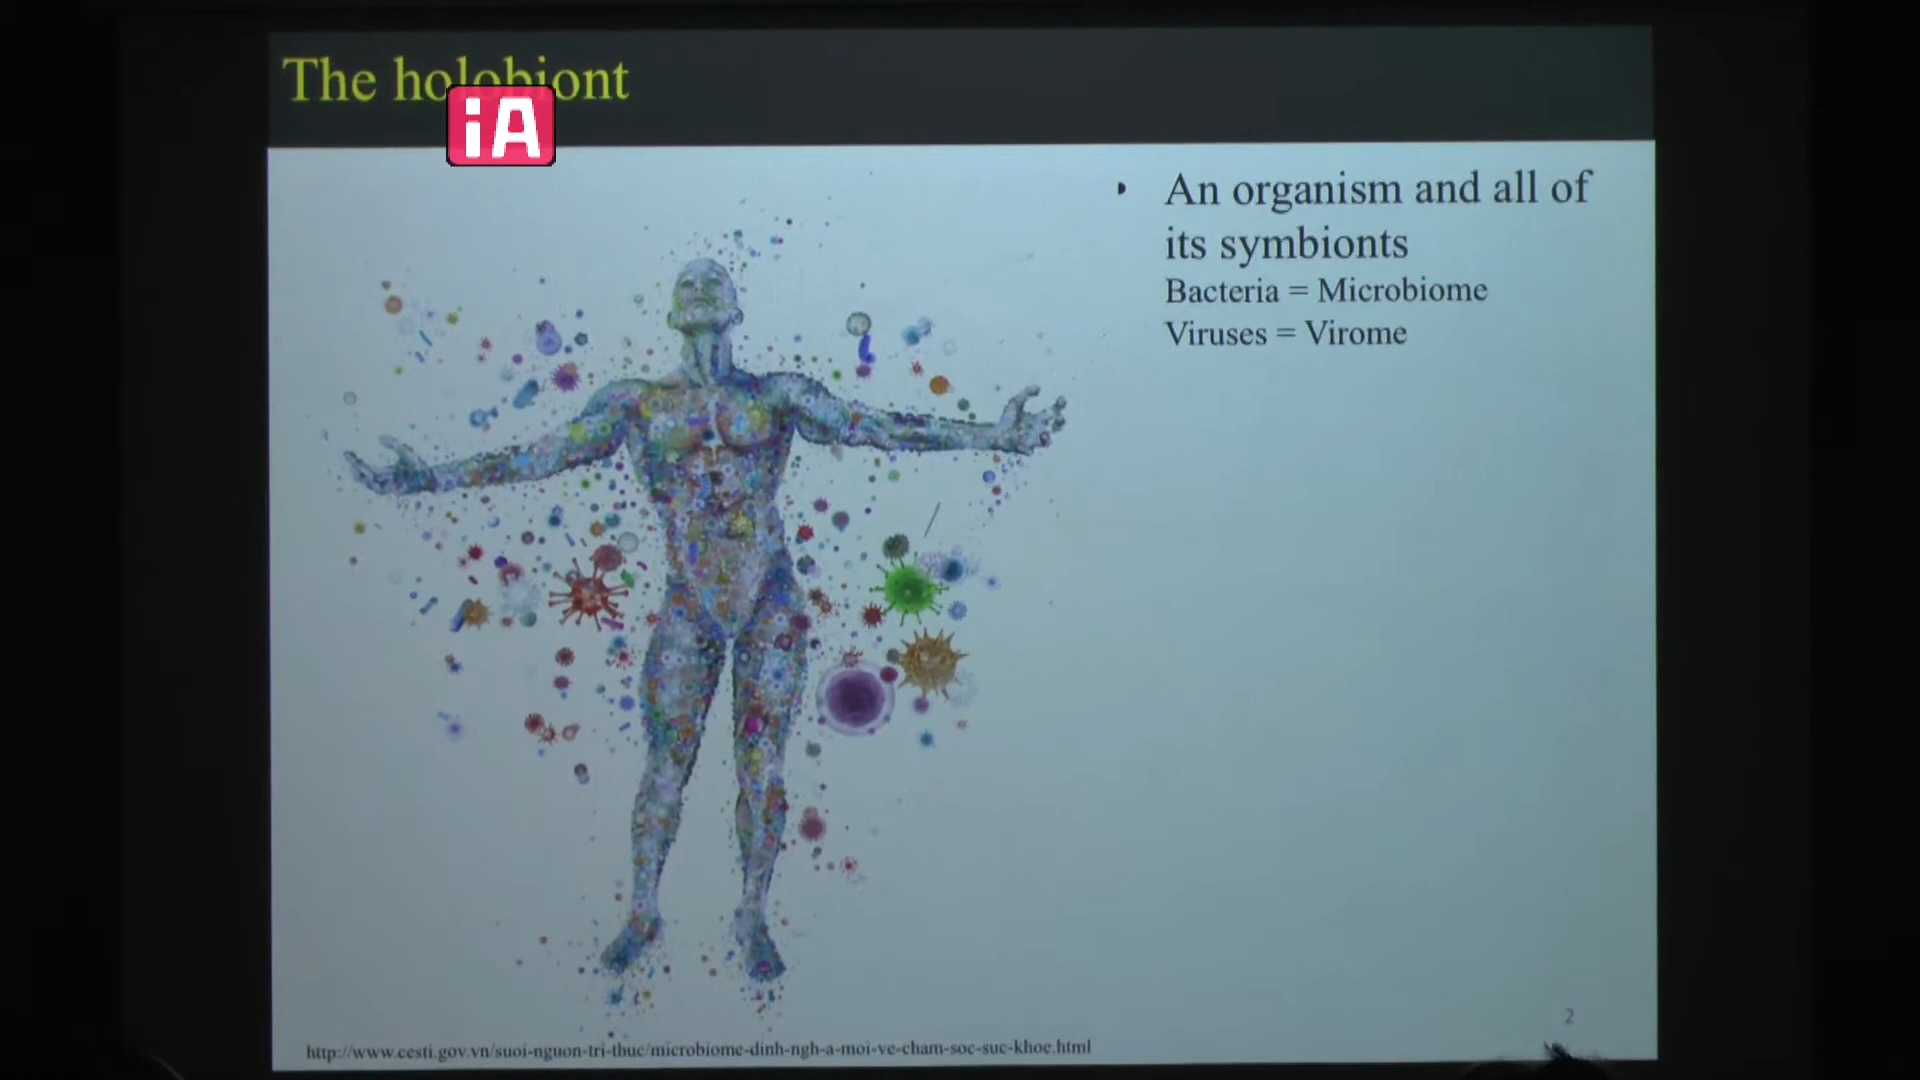 The holobiont
iA
An organism and all of
its symbionts
Bacteria = Microbiome
Viruses = Virome
2
http://www.cesti.gov.vn/suoi-nguon-tri-thuc/microbiome-dinh-ngh-a-moi-ve-cham-soc-suc-khoe.html